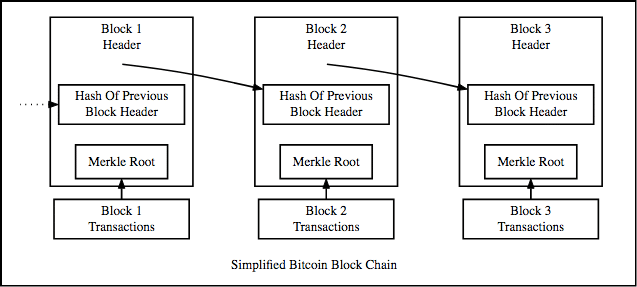 Block 1
Header
Hash Of Previous
Block Header
Merkle Root
Block 1
Transactions
Block 2
Header
Hash Of Previous
Block Header
Merkle Root
Block 2
Transactions
Block 3
Header
Hash Of Previous
Block Header
Merkle Root
Block 3
Transactions
Simplified Bitcoin Block Chain